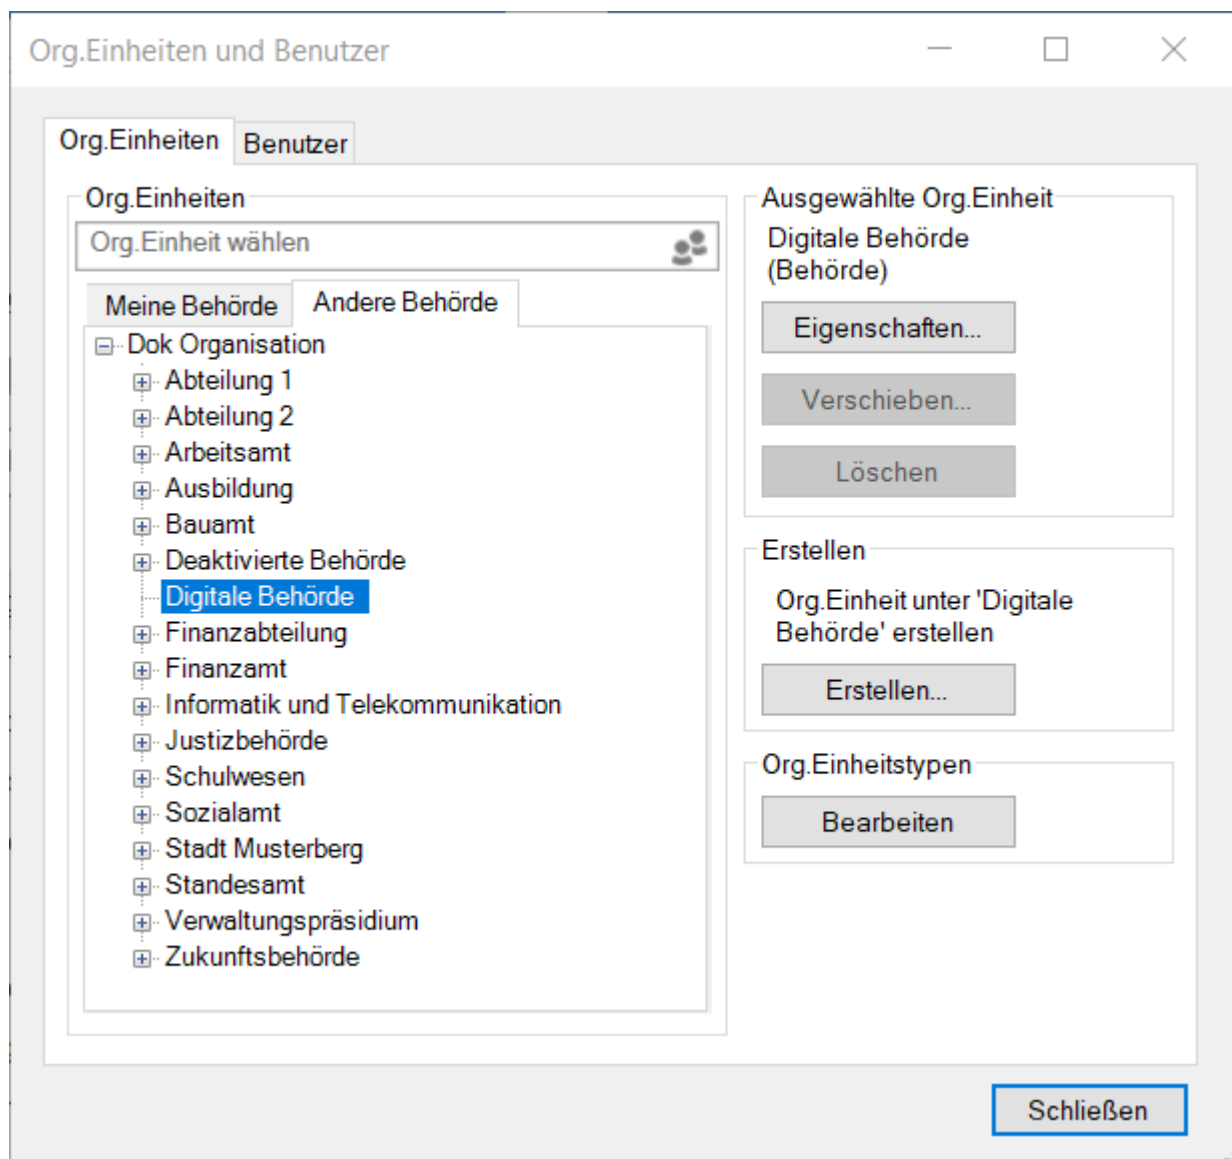 Org.Einheiten und Benutzer
Org.Einheiten
Benutzer
Org.Einheiten
Org.Einheit wählen
Meine Behörde
Andere Behörde
Dok Organisation
Abteilung 1
Abteilung 2
Arbeitsamt
Ausbildung
Bauamt
Deaktivierte Behörde
Digitale Behörde
Finanzabteilung
Finanzamt
Informatik und Telekommunikation
Justizbehörde
Schulwesen
Sozialamt
Stadt Musterberg
Standesamt
Verwaltungspräsidium
Zukunftsbehörde
Ausgewählte Org.Einheit
Digitale Behörde
(Behörde)
Eigenschaften...
Verschieben...
Löschen
Erstellen
Org.Einheit unter 'Digitale
Behörde' erstellen
Erstellen...
Org.Einheitstypen
Bearbeiten
Schließen